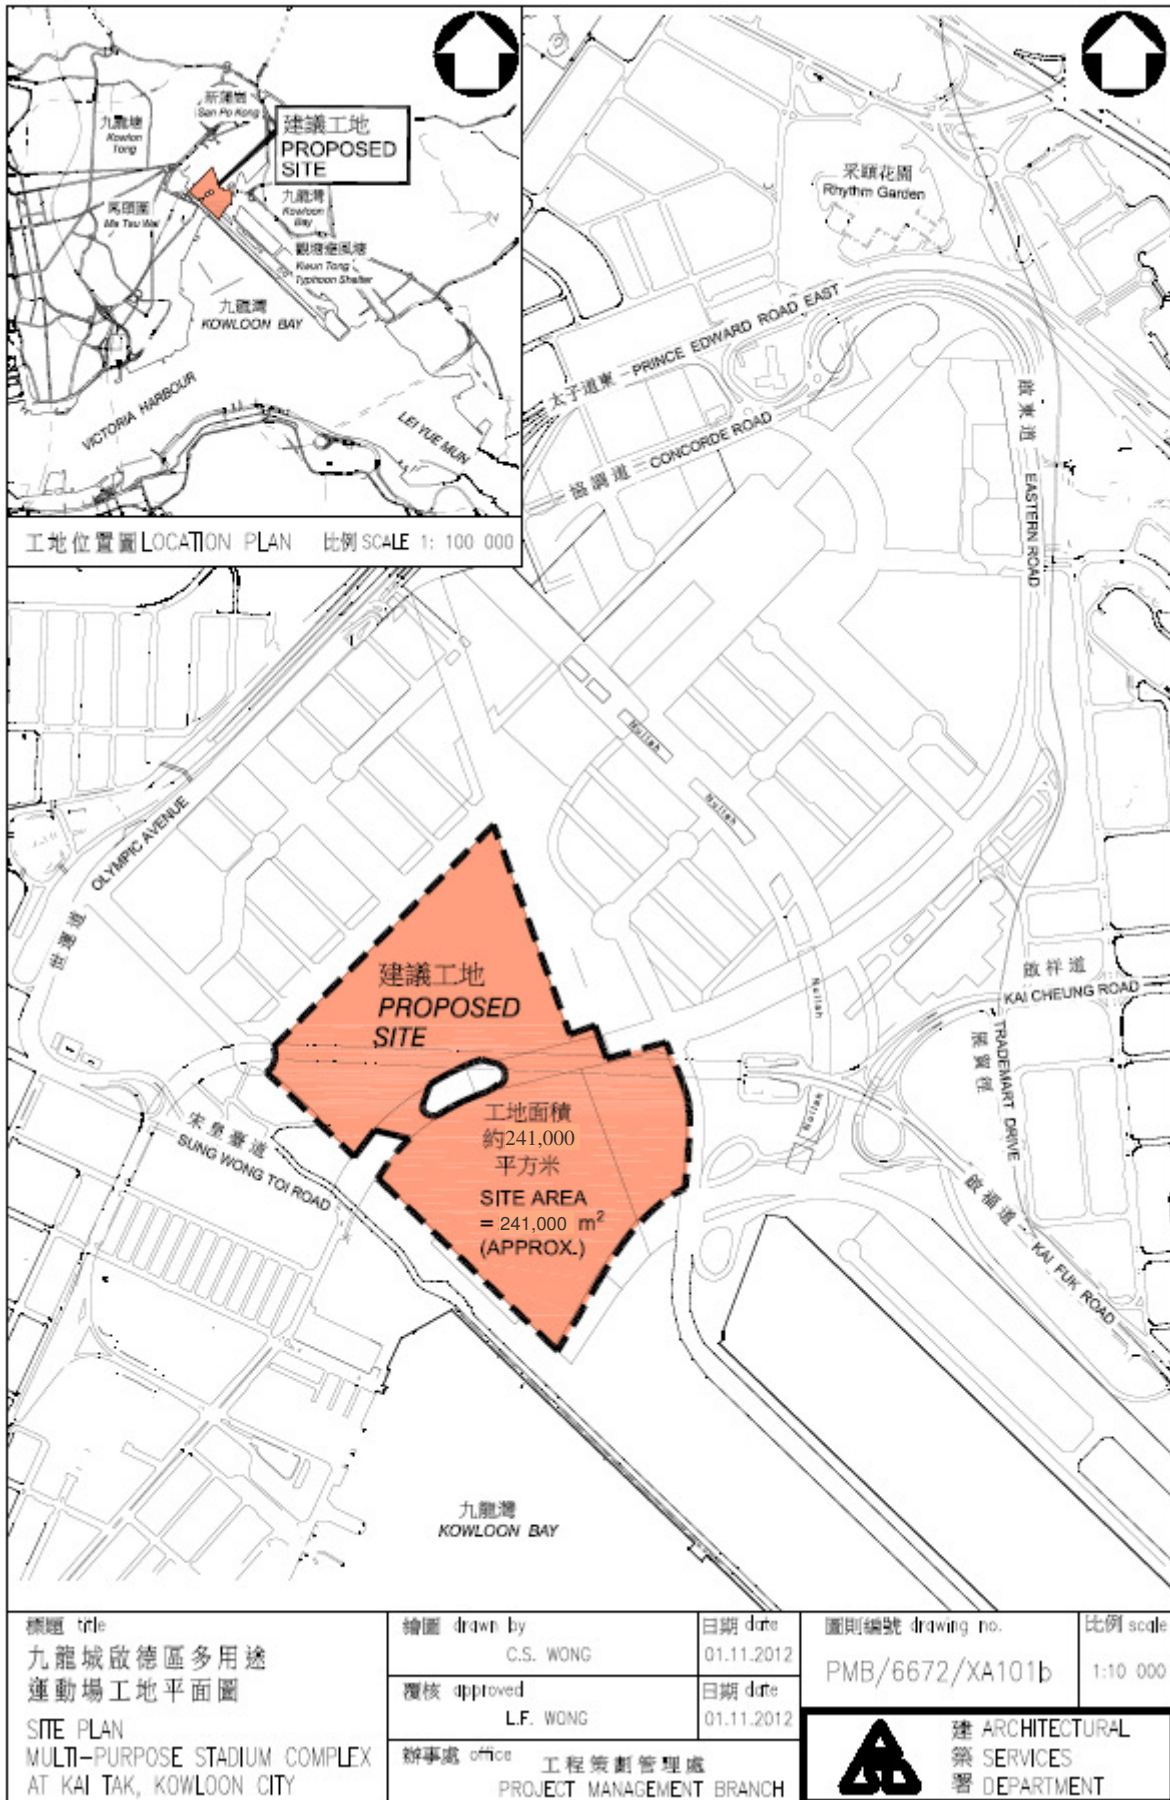 新蒲崗
San Po Kong
九龍塘
Kowloon
Tong
建議工地
PROPOSED
SITE
馬頭圍
Ma Tau Wai
九龍灣
Kowloon
Bay
觀塘避風塘
Kwun Tong
Typhoon Shelter
九龍灣
KOWLOON BAY
VICTORIA HARBOUR
LEI YUE MUN
工地位置圖 LOCATION PLAN 比例 SCALE 1: 100 000
采頤花園
Rhythm Garden
太子道東 PRINCE EDWARD ROAD EAST
協調道 CONCORDE ROAD
啟東道 EASTERN ROAD
Nullah
Nullah
世運道 OLYMPIC AVENUE
建議工地
PROPOSED
SITE
Nullah
啟祥道
KAI CHEUNG ROAD
展貿徑 TRADEMART DRIVE
Nullah
宋皇臺道
SUNG WONG TOI ROAD
工地面積
約241,000
平方米
SITE AREA
= 241,000 m²
(APPROX.)
啟福道 KAI FUK ROAD
九龍灣
KOWLOON BAY
標題 title
九龍城啟德區多用途
運動場工地平面圖
SITE PLAN
MULTI-PURPOSE STADIUM COMPLEX
AT KAI TAK, KOWLOON CITY
繪圖 drawn by
C.S. WONG
日期 date
01.11.2012
覆核 approved
L.F. WONG
日期 date
01.11.2012
辦事處 office
工程策劃管理處
PROJECT MANAGEMENT BRANCH
圖則編號 drawing no.
PMB/6672/XA101b
比例 scale
1:10 000
建 ARCHITECTURAL
築 SERVICES
署 DEPARTMENT